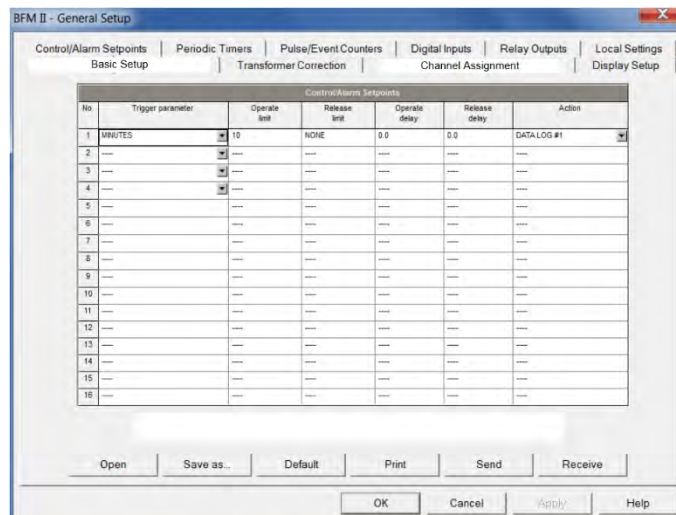 BFM II - General Setup
Control/Alarm Setpoints | Periodic Timers | Pulse/Event Counters | Digital Inputs | Relay Outputs | Local Settings
Basic Setup | Transformer Correction | Channel Assignment | Display Setup
Control/Alarm Setpoints
No Trigger parameter Operate limit Release limit Operate delay Release delay Action
1 MINUTES 10 NONE 0.0 0.0 DATA LOG #1
2 ---- ---- ---- ---- ---- ----
3 ---- ---- ---- ---- ---- ----
4 ---- ---- ---- ---- ---- ----
5 ---- ---- ---- ---- ---- ----
6 ---- ---- ---- ---- ---- ----
7 ---- ---- ---- ---- ---- ----
8 ---- ---- ---- ---- ---- ----
9 ---- ---- ---- ---- ---- ----
10 ---- ---- ---- ---- ---- ----
11 ---- ---- ---- ---- ---- ----
12 ---- ---- ---- ---- ---- ----
13 ---- ---- ---- ---- ---- ----
14 ---- ---- ---- ---- ---- ----
15 ---- ---- ---- ---- ---- ----
16 ---- ---- ---- ---- ---- ----
Open Save as... Default Print Send Receive
OK Cancel Apply Help